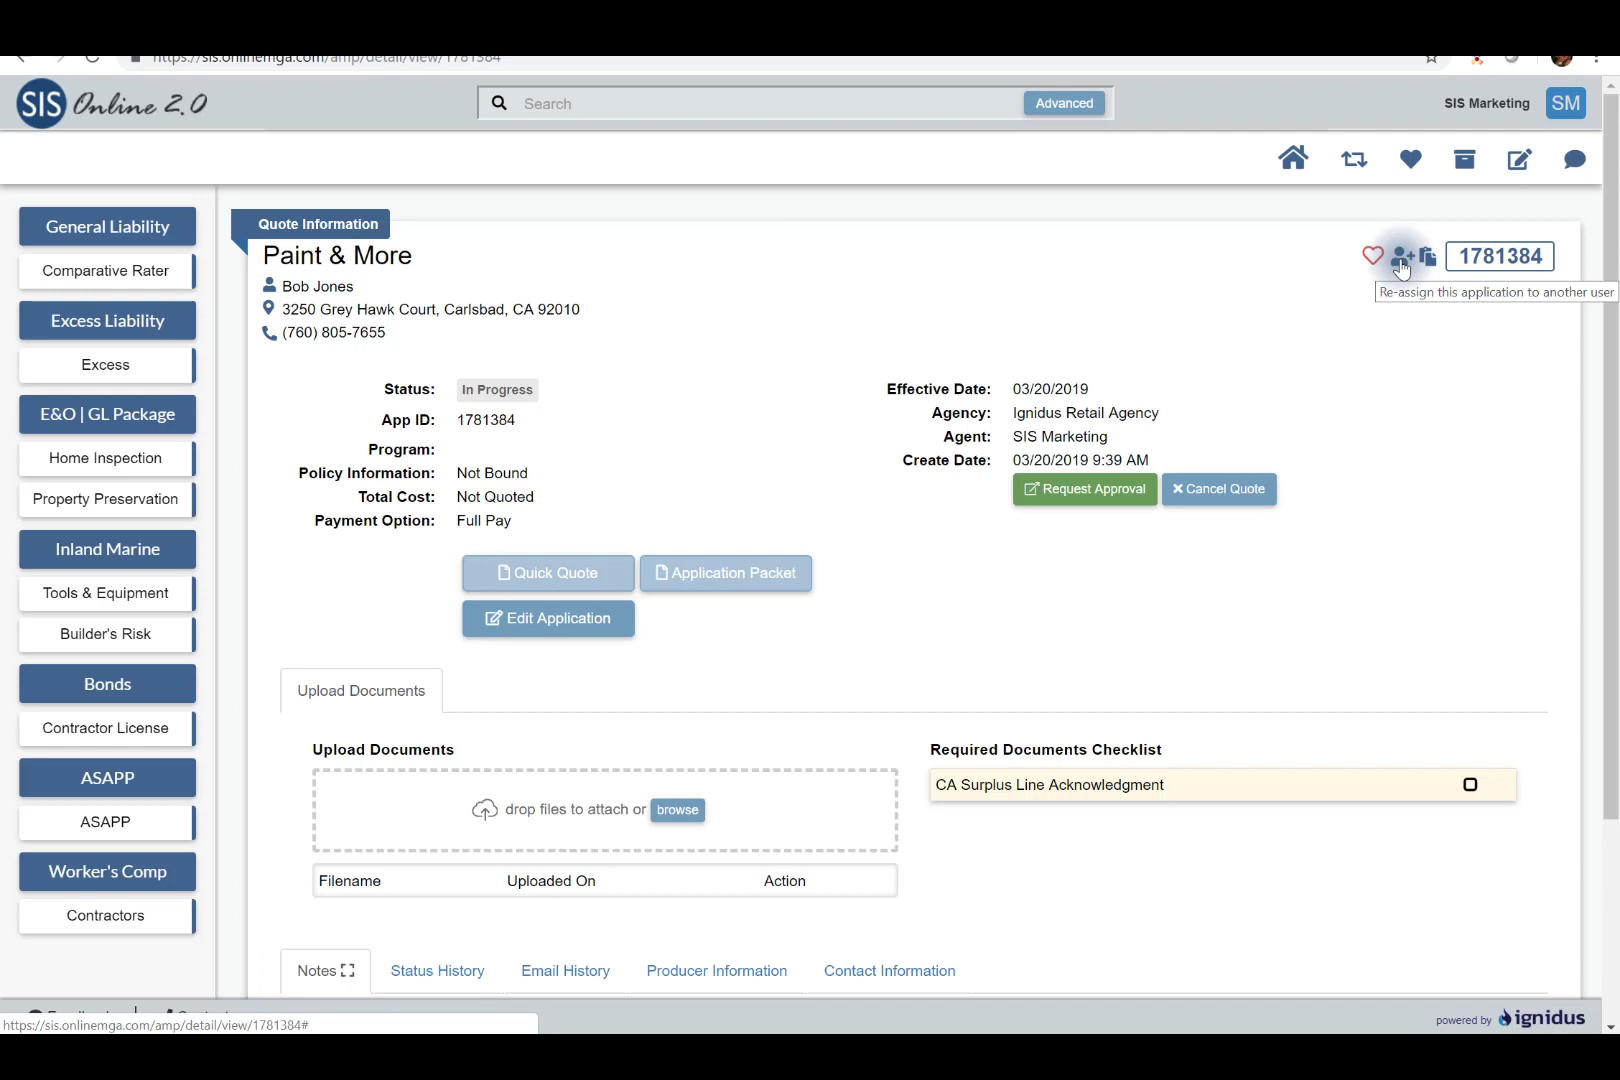 https://sis.onlinemga.com/amp/detail/view/1781384
SIS Online 2.0
Search
Advanced
SIS Marketing
SM
General Liability
Comparative Rater
Excess Liability
Excess
E&O | GL Package
Home Inspection
Property Preservation
Inland Marine
Tools & Equipment
Builder's Risk
Bonds
Contractor License
ASAPP
ASAPP
Worker's Comp
Contractors
Quote Information
Paint & More
1781384
Re-assign this application to another user
Bob Jones
3250 Grey Hawk Court, Carlsbad, CA 92010
(760) 805-7655
Status: In Progress
App ID: 1781384
Program:
Policy Information: Not Bound
Total Cost: Not Quoted
Payment Option: Full Pay
Effective Date: 03/20/2019
Agency: Ignidus Retail Agency
Agent: SIS Marketing
Create Date: 03/20/2019 9:39 AM
Request Approval Cancel Quote
Quick Quote Application Packet
Edit Application
Upload Documents
Upload Documents
drop files to attach or browse
Filename Uploaded On Action
Required Documents Checklist
CA Surplus Line Acknowledgment
Notes Status History Email History Producer Information Contact Information
https://sis.onlinemga.com/amp/detail/view/1781384#
powered by ignidus